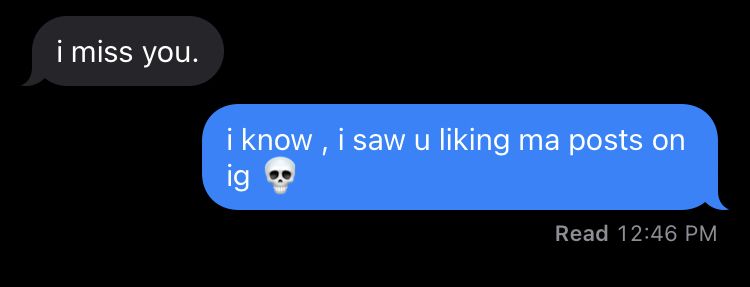 i miss you.
i know , i saw u liking ma posts on
ig 💀
Read 12:46 PM